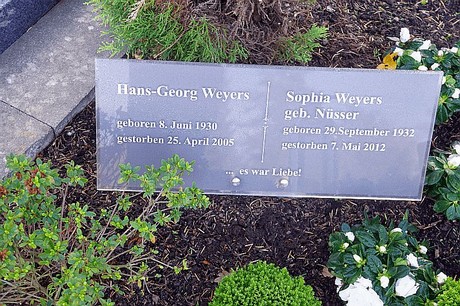 Hans-Georg Weyers
geboren 8. Juni 1930
gestorben 25. April 2005
Sophia Weyers
geb. Nüsser
geboren 29.September 1932
gestorben 7. Mai 2012
... es war Liebe!